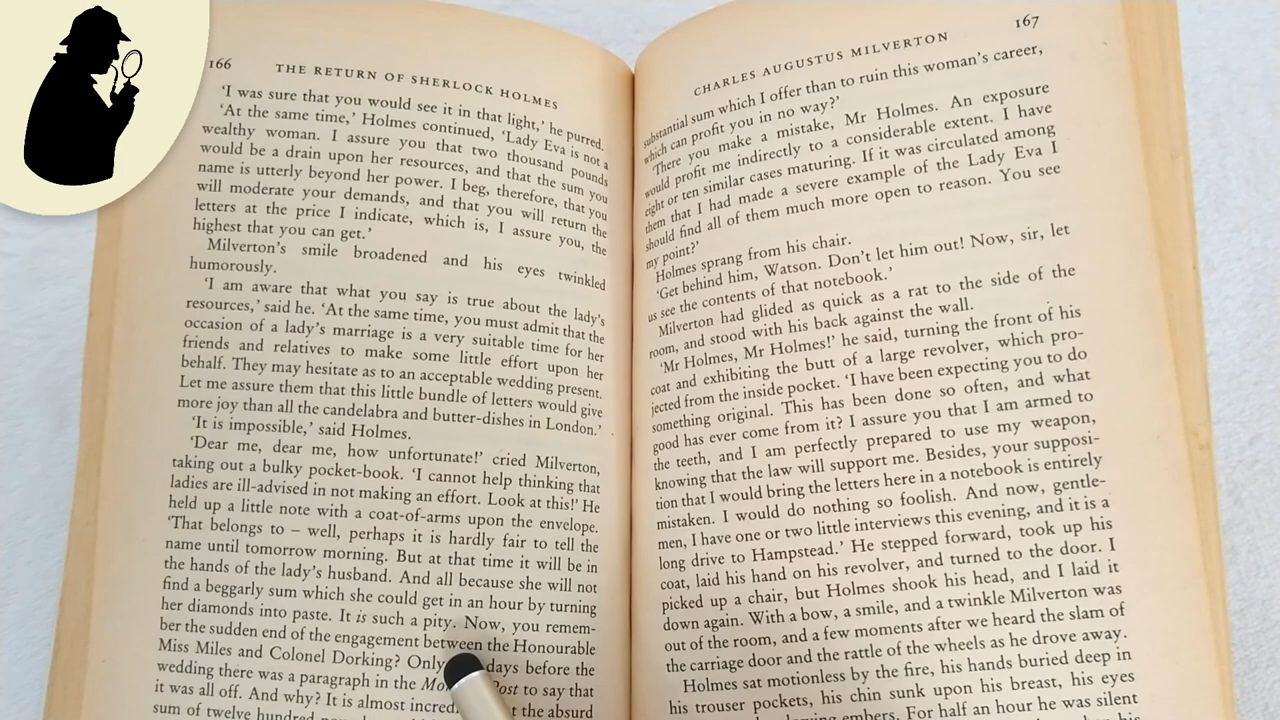 166
THE RETURN OF SHERLOCK HOLMES
‘I was sure that you would see it in that light,’ he purred.
‘At the same time,’ Holmes continued, ‘Lady Eva is not a
wealthy woman. I assure you that two thousand pounds
would be a drain upon her resources, and that the sum you
name is utterly beyond her power. I beg, therefore, that you
will moderate your demands, and that you will return the
letters at the price I indicate, which is, I assure you, the
highest that you can get.’
Milverton’s smile broadened and his eyes twinkled
humorously.
‘I am aware that what you say is true about the lady’s
resources,’ said he. ‘At the same time, you must admit that the
occasion of a lady’s marriage is a very suitable time for her
friends and relatives to make some little effort upon her
behalf. They may hesitate as to an acceptable wedding present.
Let me assure them that this little bundle of letters would give
more joy than all the candelabra and butter-dishes in London.’
‘It is impossible,’ said Holmes.
‘Dear me, dear me, how unfortunate!’ cried Milverton,
taking out a bulky pocket-book. ‘I cannot help thinking that
ladies are ill-advised in not making an effort. Look at this!’ He
held up a little note with a coat-of-arms upon the envelope.
‘That belongs to – well, perhaps it is hardly fair to tell the
name until tomorrow morning. But at that time it will be in
the hands of the lady’s husband. And all because she will not
find a beggarly sum which she could get in an hour by turning
her diamonds into paste. It is such a pity. Now, you remem-
ber the sudden end of the engagement between the Honourable
Miss Miles and Colonel Dorking? Only days before the
wedding there was a paragraph in the Post to say that
it was all off. And why? It is almost the absurd
sum of twelve hundred
CHARLES AUGUSTUS MILVERTON
167
substantial sum which I offer than to ruin this woman’s career,
which can profit you in no way?’
‘There you make a mistake, Mr Holmes. An exposure
would profit me indirectly to a considerable extent. I have
eight or ten similar cases maturing. If it was circulated among
them that I had made a severe example of the Lady Eva I
should find all of them much more open to reason. You see
my point?’
Holmes sprang from his chair.
‘Get behind him, Watson. Don’t let him out! Now, sir, let
us see the contents of that notebook.’
Milverton had glided as quick as a rat to the side of the
room, and stood with his back against the wall.
‘Mr Holmes, Mr Holmes!’ he said, turning the front of his
coat and exhibiting the butt of a large revolver, which pro-
jected from the inside pocket. ‘I have been expecting you to do
something original. This has been done so often, and what
good has ever come from it? I assure you that I am armed to
the teeth, and I am perfectly prepared to use my weapon,
knowing that the law will support me. Besides, your supposi-
tion that I would bring the letters here in a notebook is entirely
mistaken. I would do nothing so foolish. And now, gentle-
men, I have one or two little interviews this evening, and it is a
long drive to Hampstead.’ He stepped forward, took up his
coat, laid his hand on his revolver, and turned to the door. I
picked up a chair, but Holmes shook his head, and I laid it
down again. With a bow, a smile, and a twinkle Milverton was
out of the room, and a few moments after we heard the slam of
the carriage door and the rattle of the wheels as he drove away.
Holmes sat motionless by the fire, his hands buried deep in
his trouser pockets, his chin sunk upon his breast, his eyes
embers. For half an hour he was silent